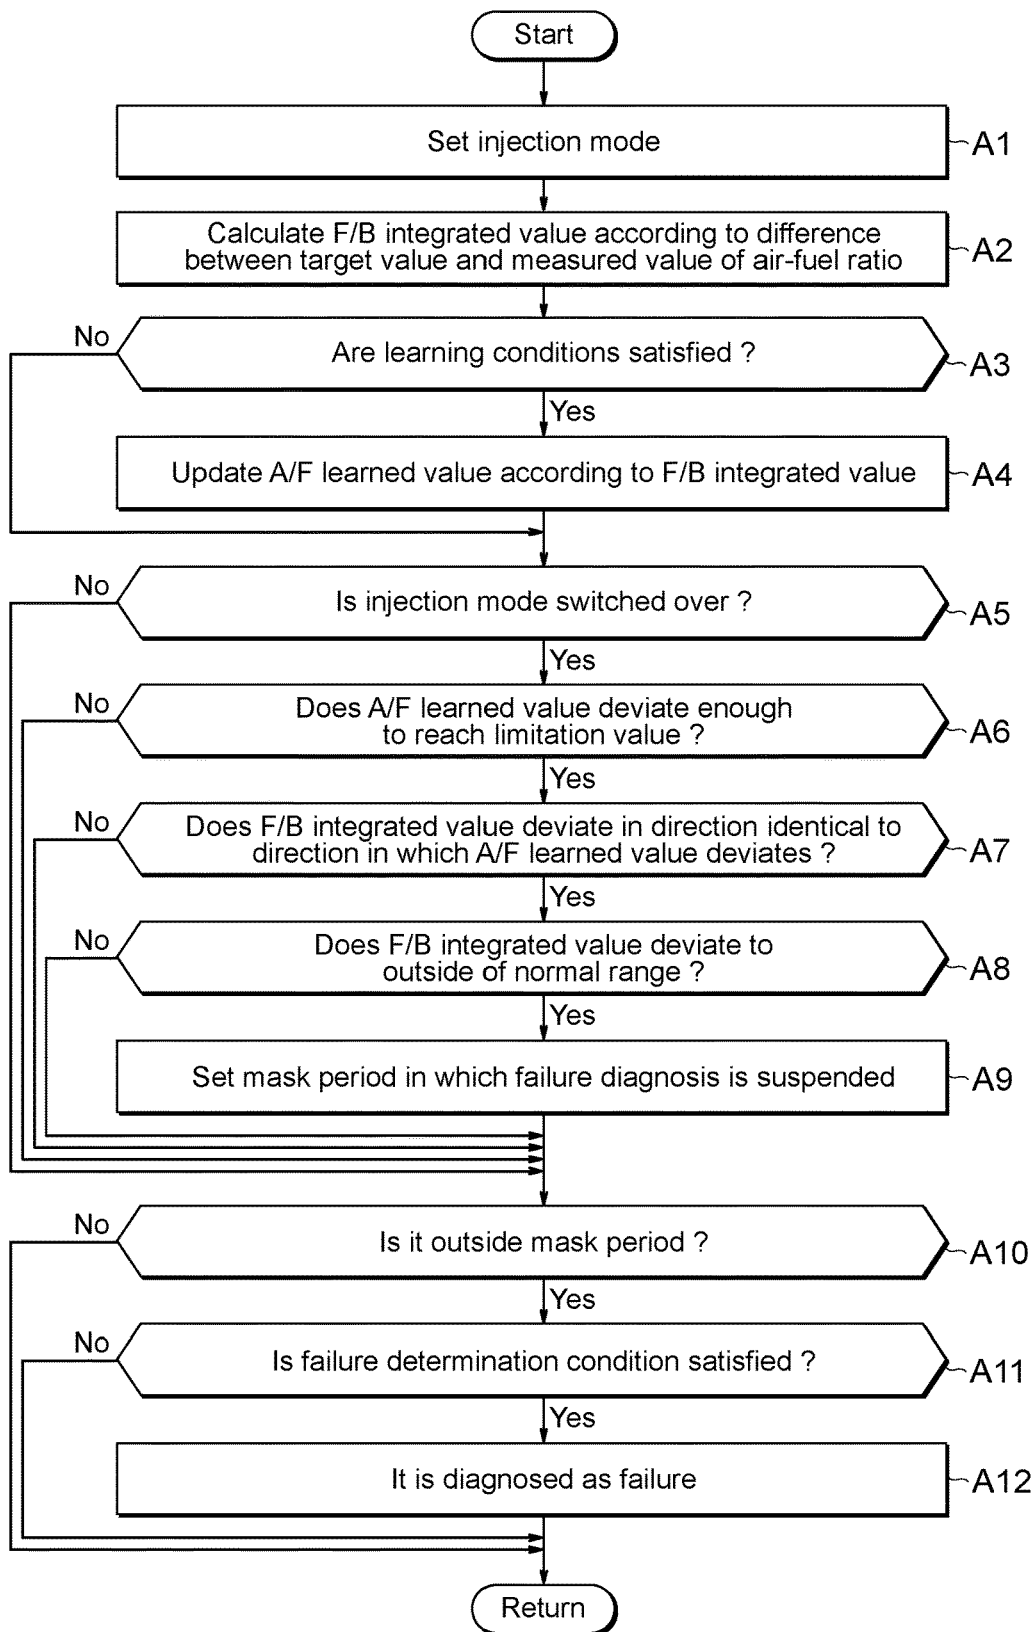 Start
Set injection mode
A1
Calculate F/B integrated value according to difference
between target value and measured value of air-fuel ratio
A2
No
Are learning conditions satisfied ?
A3
Yes
Update A/F learned value according to F/B integrated value
A4
No
Is injection mode switched over ?
A5
Yes
No
Does A/F learned value deviate enough
to reach limitation value ?
A6
Yes
No
Does F/B integrated value deviate in direction identical to
direction in which A/F learned value deviates ?
A7
Yes
No
Does F/B integrated value deviate to
outside of normal range ?
A8
Yes
Set mask period in which failure diagnosis is suspended
A9
No
Is it outside mask period ?
A10
Yes
No
Is failure determination condition satisfied ?
A11
Yes
It is diagnosed as failure
A12
Return